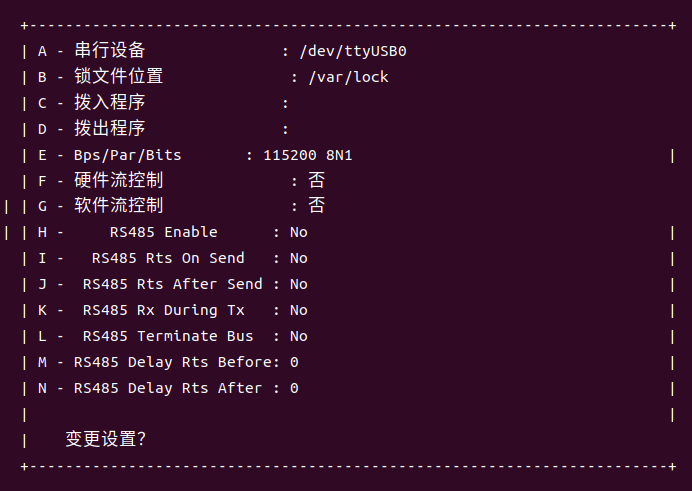 +-----------------------------------------------------------------------+
| A - 串行设备               : /dev/ttyUSB0
| B - 锁文件位置              : /var/lock
| C - 拨入程序               :
| D - 拨出程序               :
| E - Bps/Par/Bits       : 115200 8N1                                   |
| F - 硬件流控制              : 否
| | G - 软件流控制              : 否
| | H -     RS485 Enable      : No                                        |
| I -   RS485 Rts On Send   : No                                        |
| J -  RS485 Rts After Send : No                                        |
| K -  RS485 Rx During Tx   : No                                        |
| L -  RS485 Terminate Bus  : No                                        |
| M - RS485 Delay Rts Before: 0                                         |
| N - RS485 Delay Rts After : 0                                         |
|                                                                       |
|    变更设置?
+-----------------------------------------------------------------------+